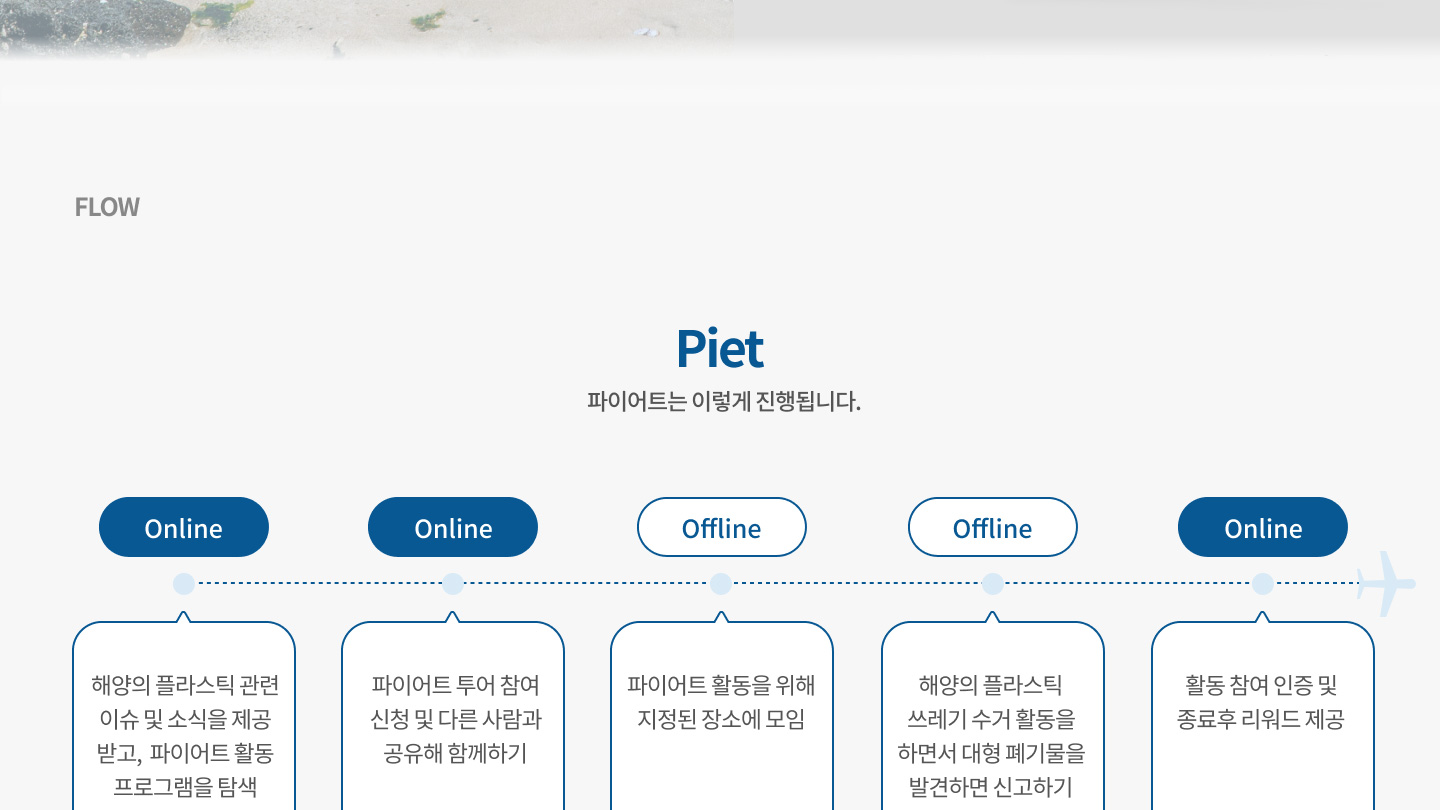 FLOW
Piet
파이어트는 이렇게 진행됩니다.
Online
Online
Offline
Offline
Online
해양의 플라스틱 관련
이슈 및 소식을 제공
받고, 파이어트 활동
프로그램을 탐색
파이어트 투어 참여
신청 및 다른 사람과
공유해 함께하기
파이어트 활동을 위해
지정된 장소에 모임
해양의 플라스틱
쓰레기 수거 활동을
하면서 대형 폐기물을
발견하면 신고하기
활동 참여 인증 및
종료후 리워드 제공